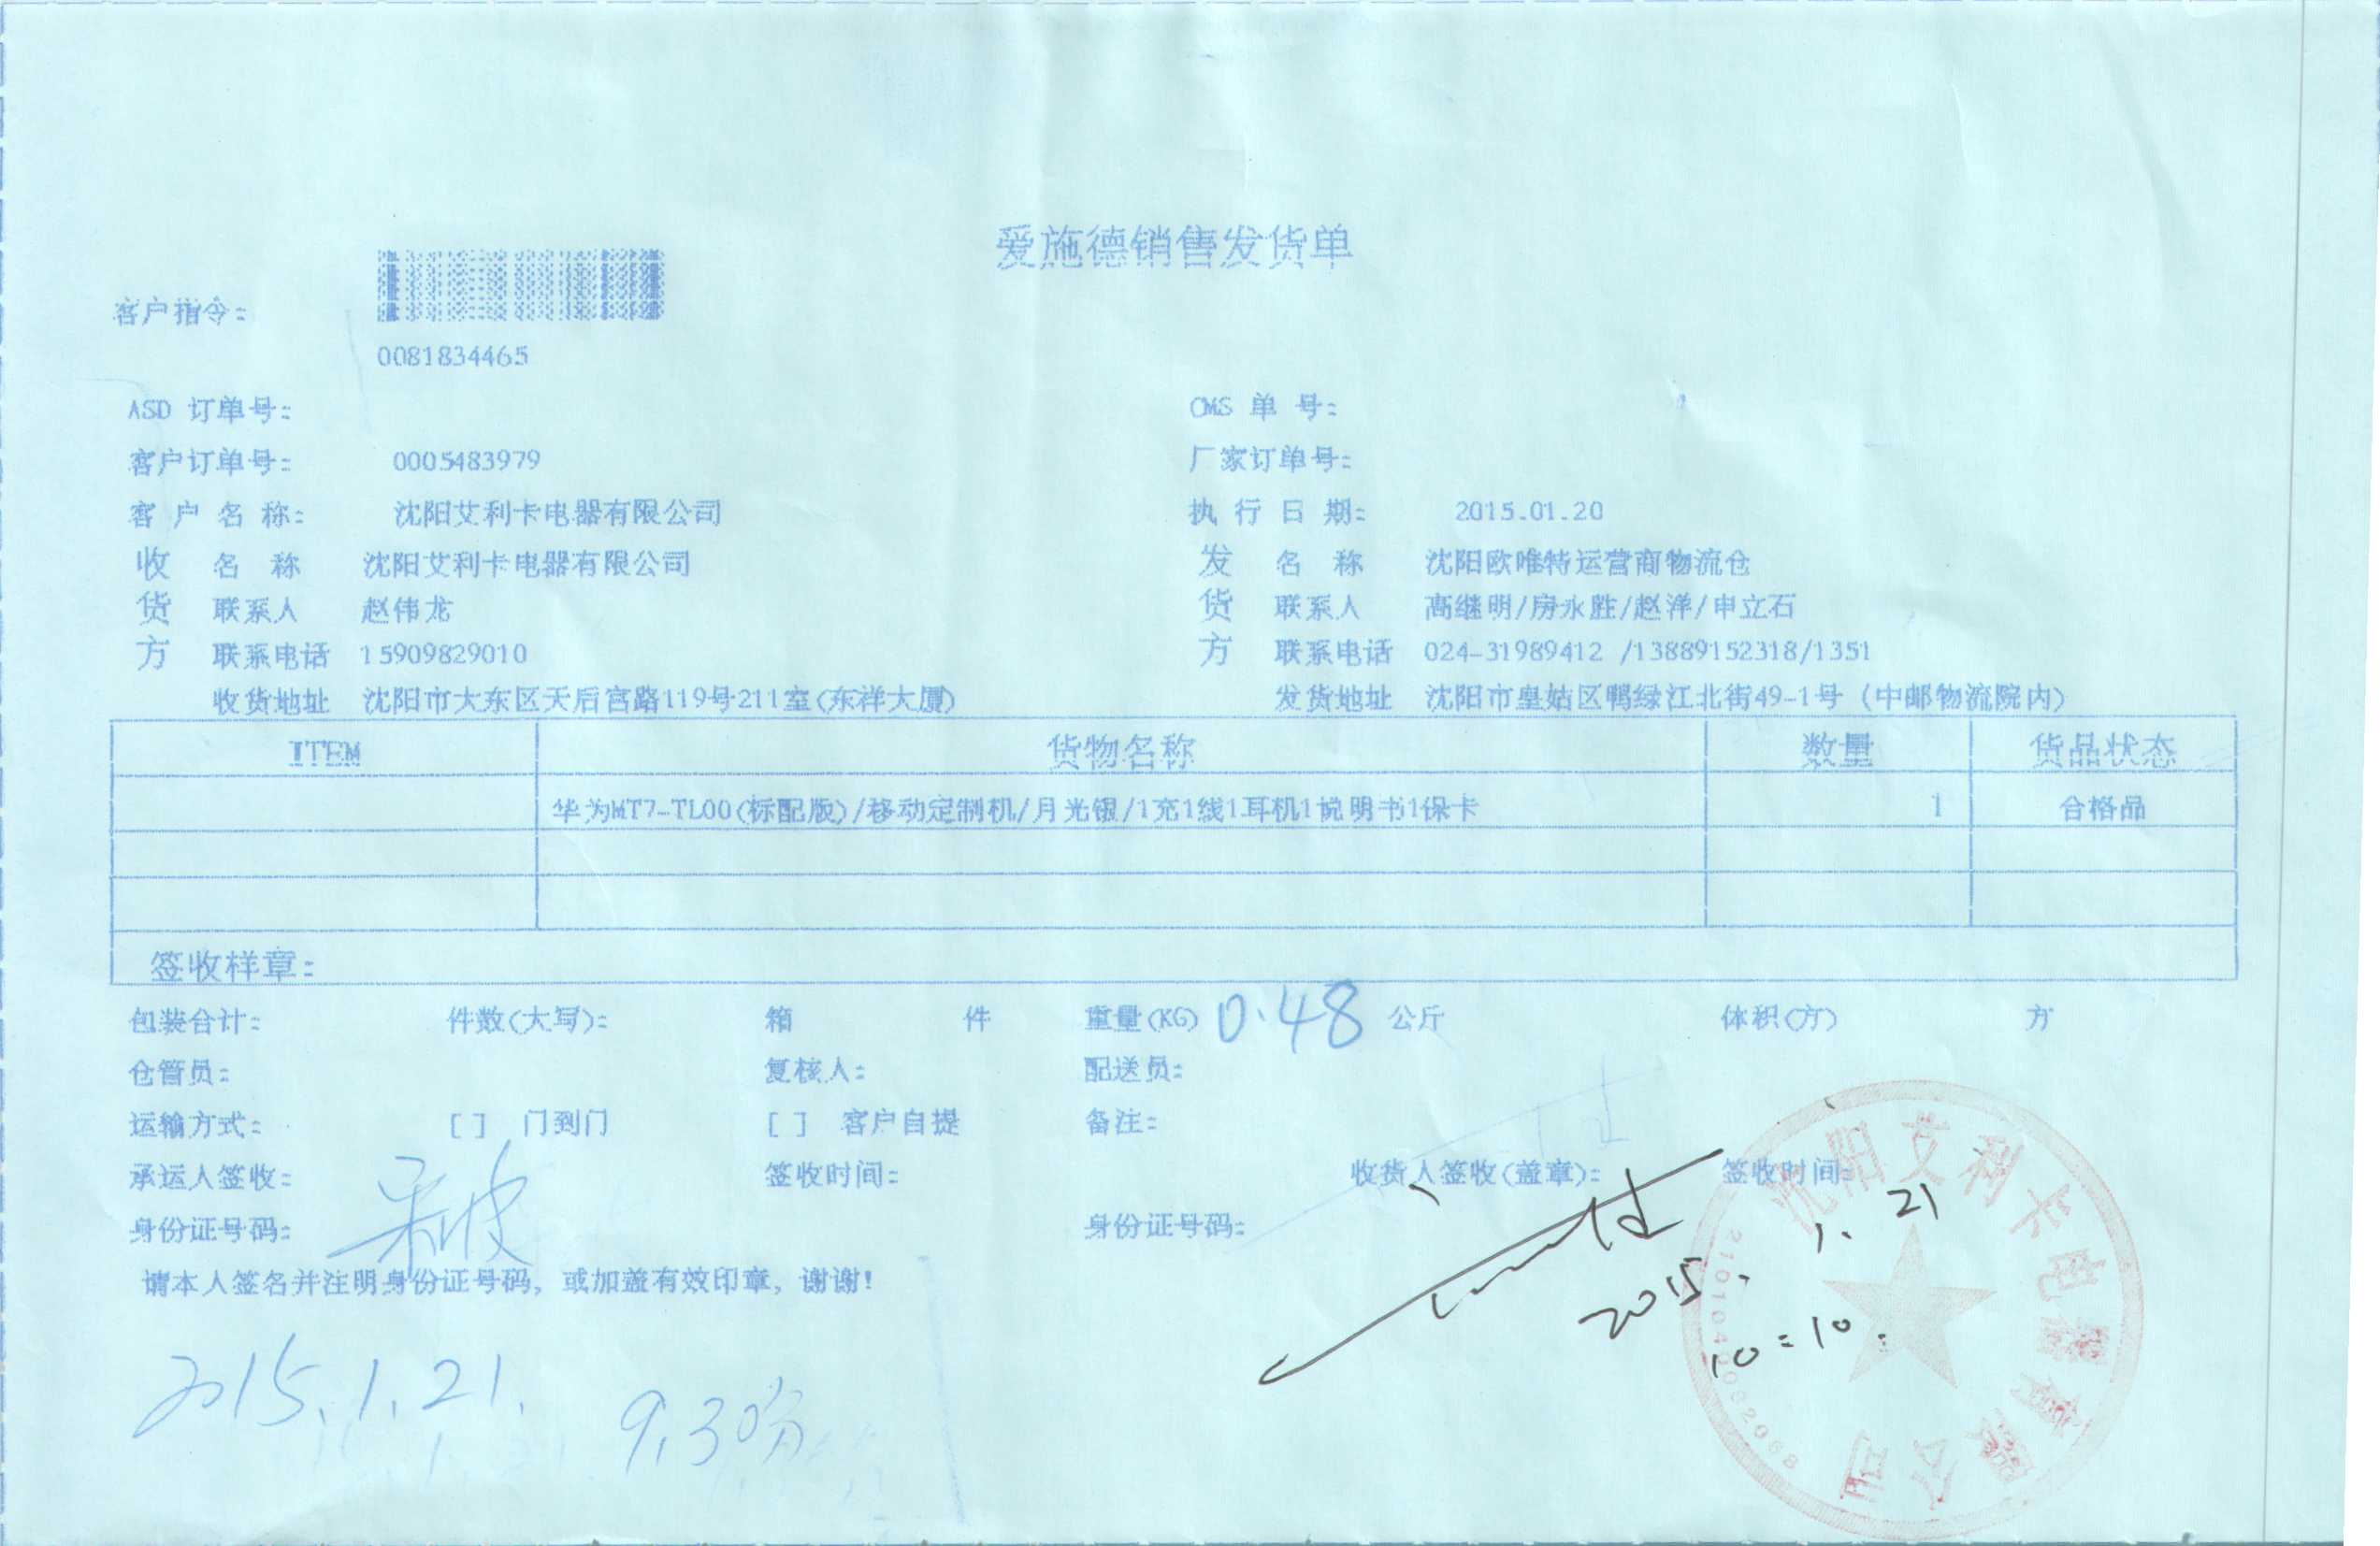 爱施德销售发货单
客户指令:
0081834465
ASD 订单号: CMS 单 号:
客户订单号: 0005483979 厂家订单号:
客 户 名 称: 沈阳艾利卡电器有限公司 执 行 日 期: 2015.01.20
收 名 称 沈阳艾利卡电器有限公司 发 名 称 沈阳欧唯特运营商物流仓
货 联系人 赵伟龙 货 联系人 高继明/房永胜/赵洋/申立石
方 联系电话 15909829010 方 联系电话 024-31989412 /13889152318/1351
收货地址 沈阳市大东区天后宫路119号211室(东祥大厦) 发货地址 沈阳市皇姑区鸭绿江北街49-1号 (中邮物流院内)
ITEM 货物名称 数量 货品状态
华为MT7-TL00(标配版)/移动定制机/月光银/1充1线1耳机1说明书1保卡 1 合格品
签收样章:
包装合计: 件数(大写): 箱 件 重量(KG) 0.48 公斤 体积(方) 方
仓管员: 复核人: 配送员:
运输方式: [ ] 门到门 [ ] 客户自提 备注:
承运人签收: 签收时间: 收货人签收(盖章): 签收时间:
身份证号码: 身份证号码:
请本人签名并注明身份证号码, 或加盖有效印章, 谢谢!
2015. 1. 21
10:10.
2015.1.21. 9.30分
沈阳艾利卡电器有限公司